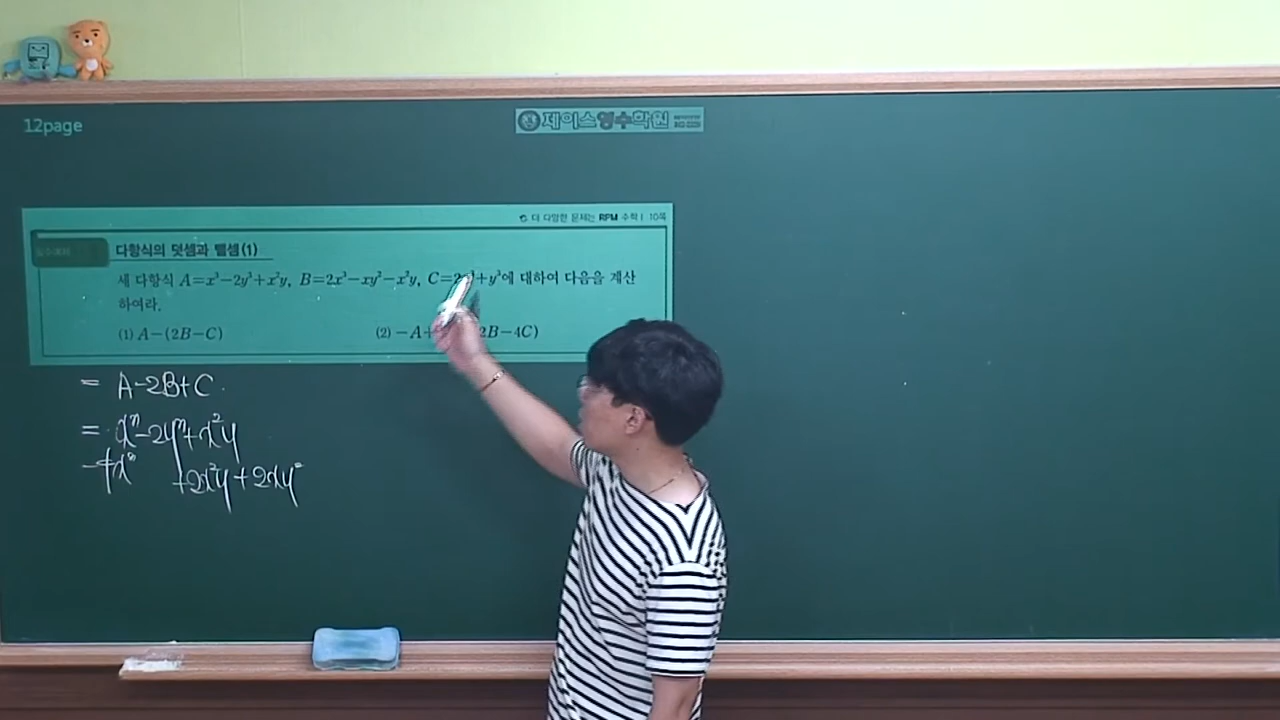 12page
제이스영수학원
더 다양한 문제는 RPM 수학 I 10쪽
다항식의 덧셈과 뺄셈(1)
세 다항식 A=x³−2y³+x²y, B=2x³−xy²−x²y, C= +y³에 대하여 다음을 계산
하여라.
(1) A−(2B−C)
(2) −A+ 2B−4C)
= A-2B+C
= x³-2y³+x²y
-4x³ +2x²y+2xy²